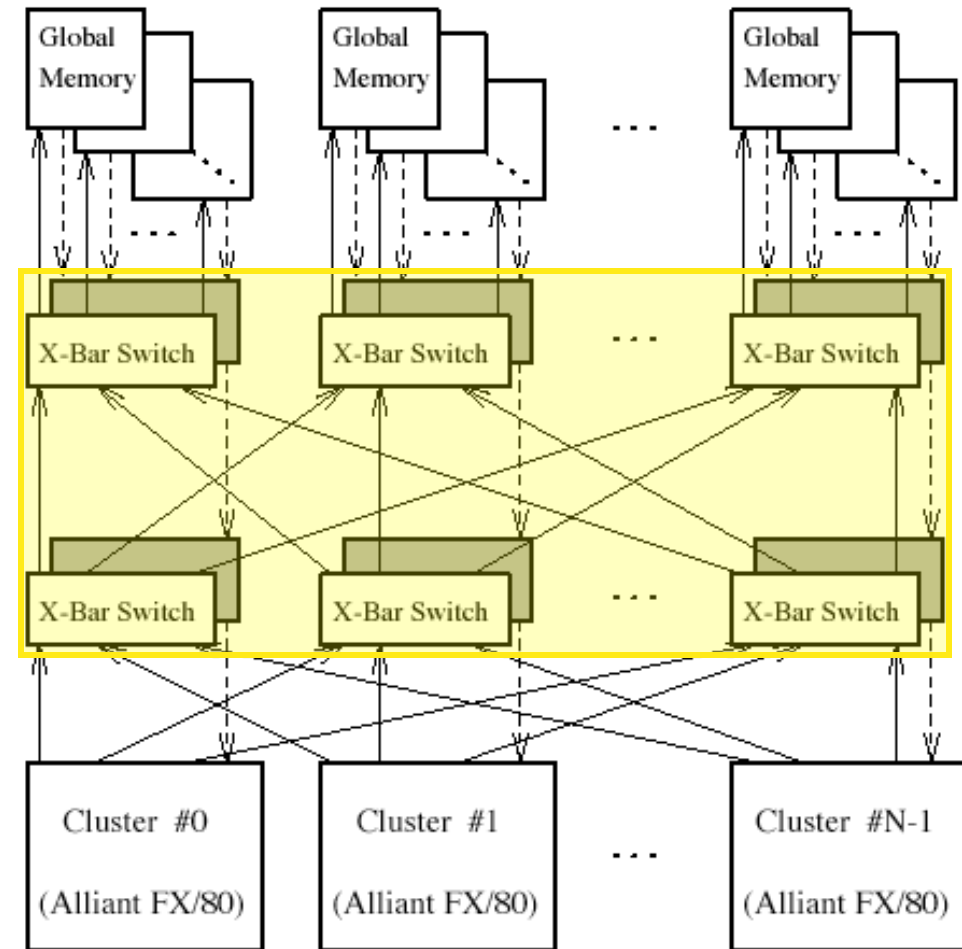 Global Memory
Global Memory
. . .
Global Memory
. . .
. . .
. . .
X-Bar Switch
X-Bar Switch
. . .
X-Bar Switch
X-Bar Switch
X-Bar Switch
. . .
X-Bar Switch
Cluster #0
(Alliant FX/80)
Cluster #1
(Alliant FX/80)
. . .
Cluster #N-1
(Alliant FX/80)